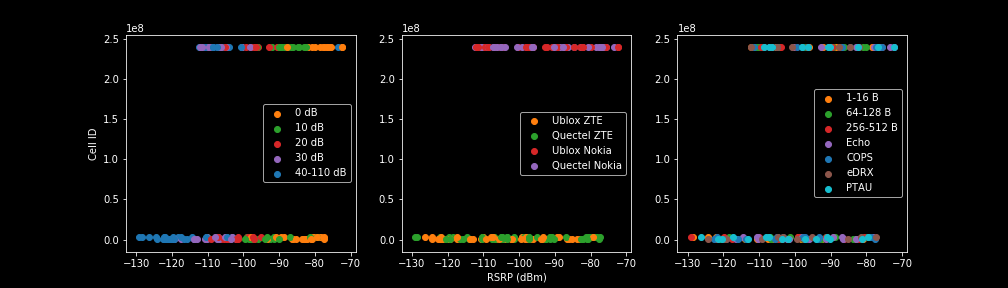 1e8
2.5
2.0
1.5
1.0
0.5
0.0
Cell ID
0 dB
10 dB
20 dB
30 dB
40-110 dB
−130 −120 −110 −100 −90 −80 −70
1e8
2.5
2.0
1.5
1.0
0.5
0.0
Ublox ZTE
Quectel ZTE
Ublox Nokia
Quectel Nokia
−130 −120 −110 −100 −90 −80 −70
RSRP (dBm)
1e8
2.5
2.0
1.5
1.0
0.5
0.0
1-16 B
64-128 B
256-512 B
Echo
COPS
eDRX
PTAU
−130 −120 −110 −100 −90 −80 −70